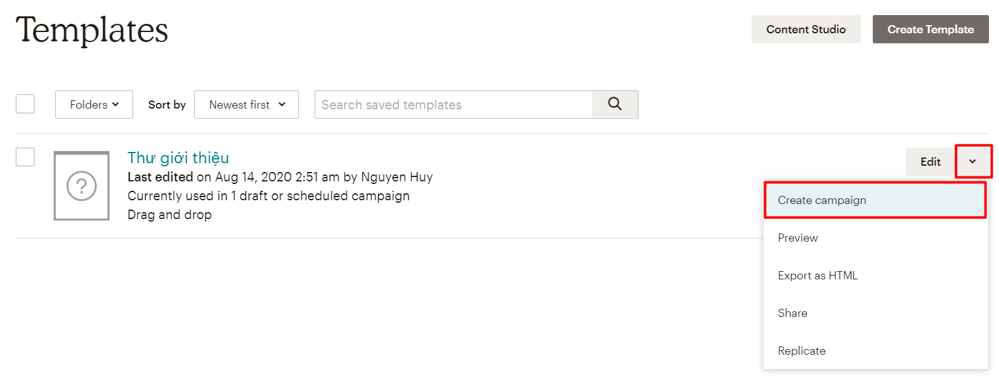 Templates
Content Studio
Create Template
Folders
Sort by
Newest first
Search saved templates
Thư giới thiệu
Edit
Last edited on Aug 14, 2020 2:51 am by Nguyen Huy
Currently used in 1 draft or scheduled campaign
Drag and drop
Create campaign
Preview
Export as HTML
Share
Replicate